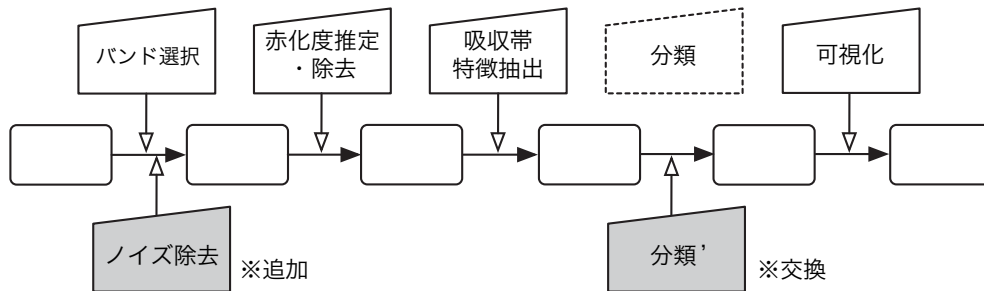 バンド選択
赤化度推定
・除去
吸収帯
特徴抽出
分類
可視化
ノイズ除去
※追加
分類’
※交換